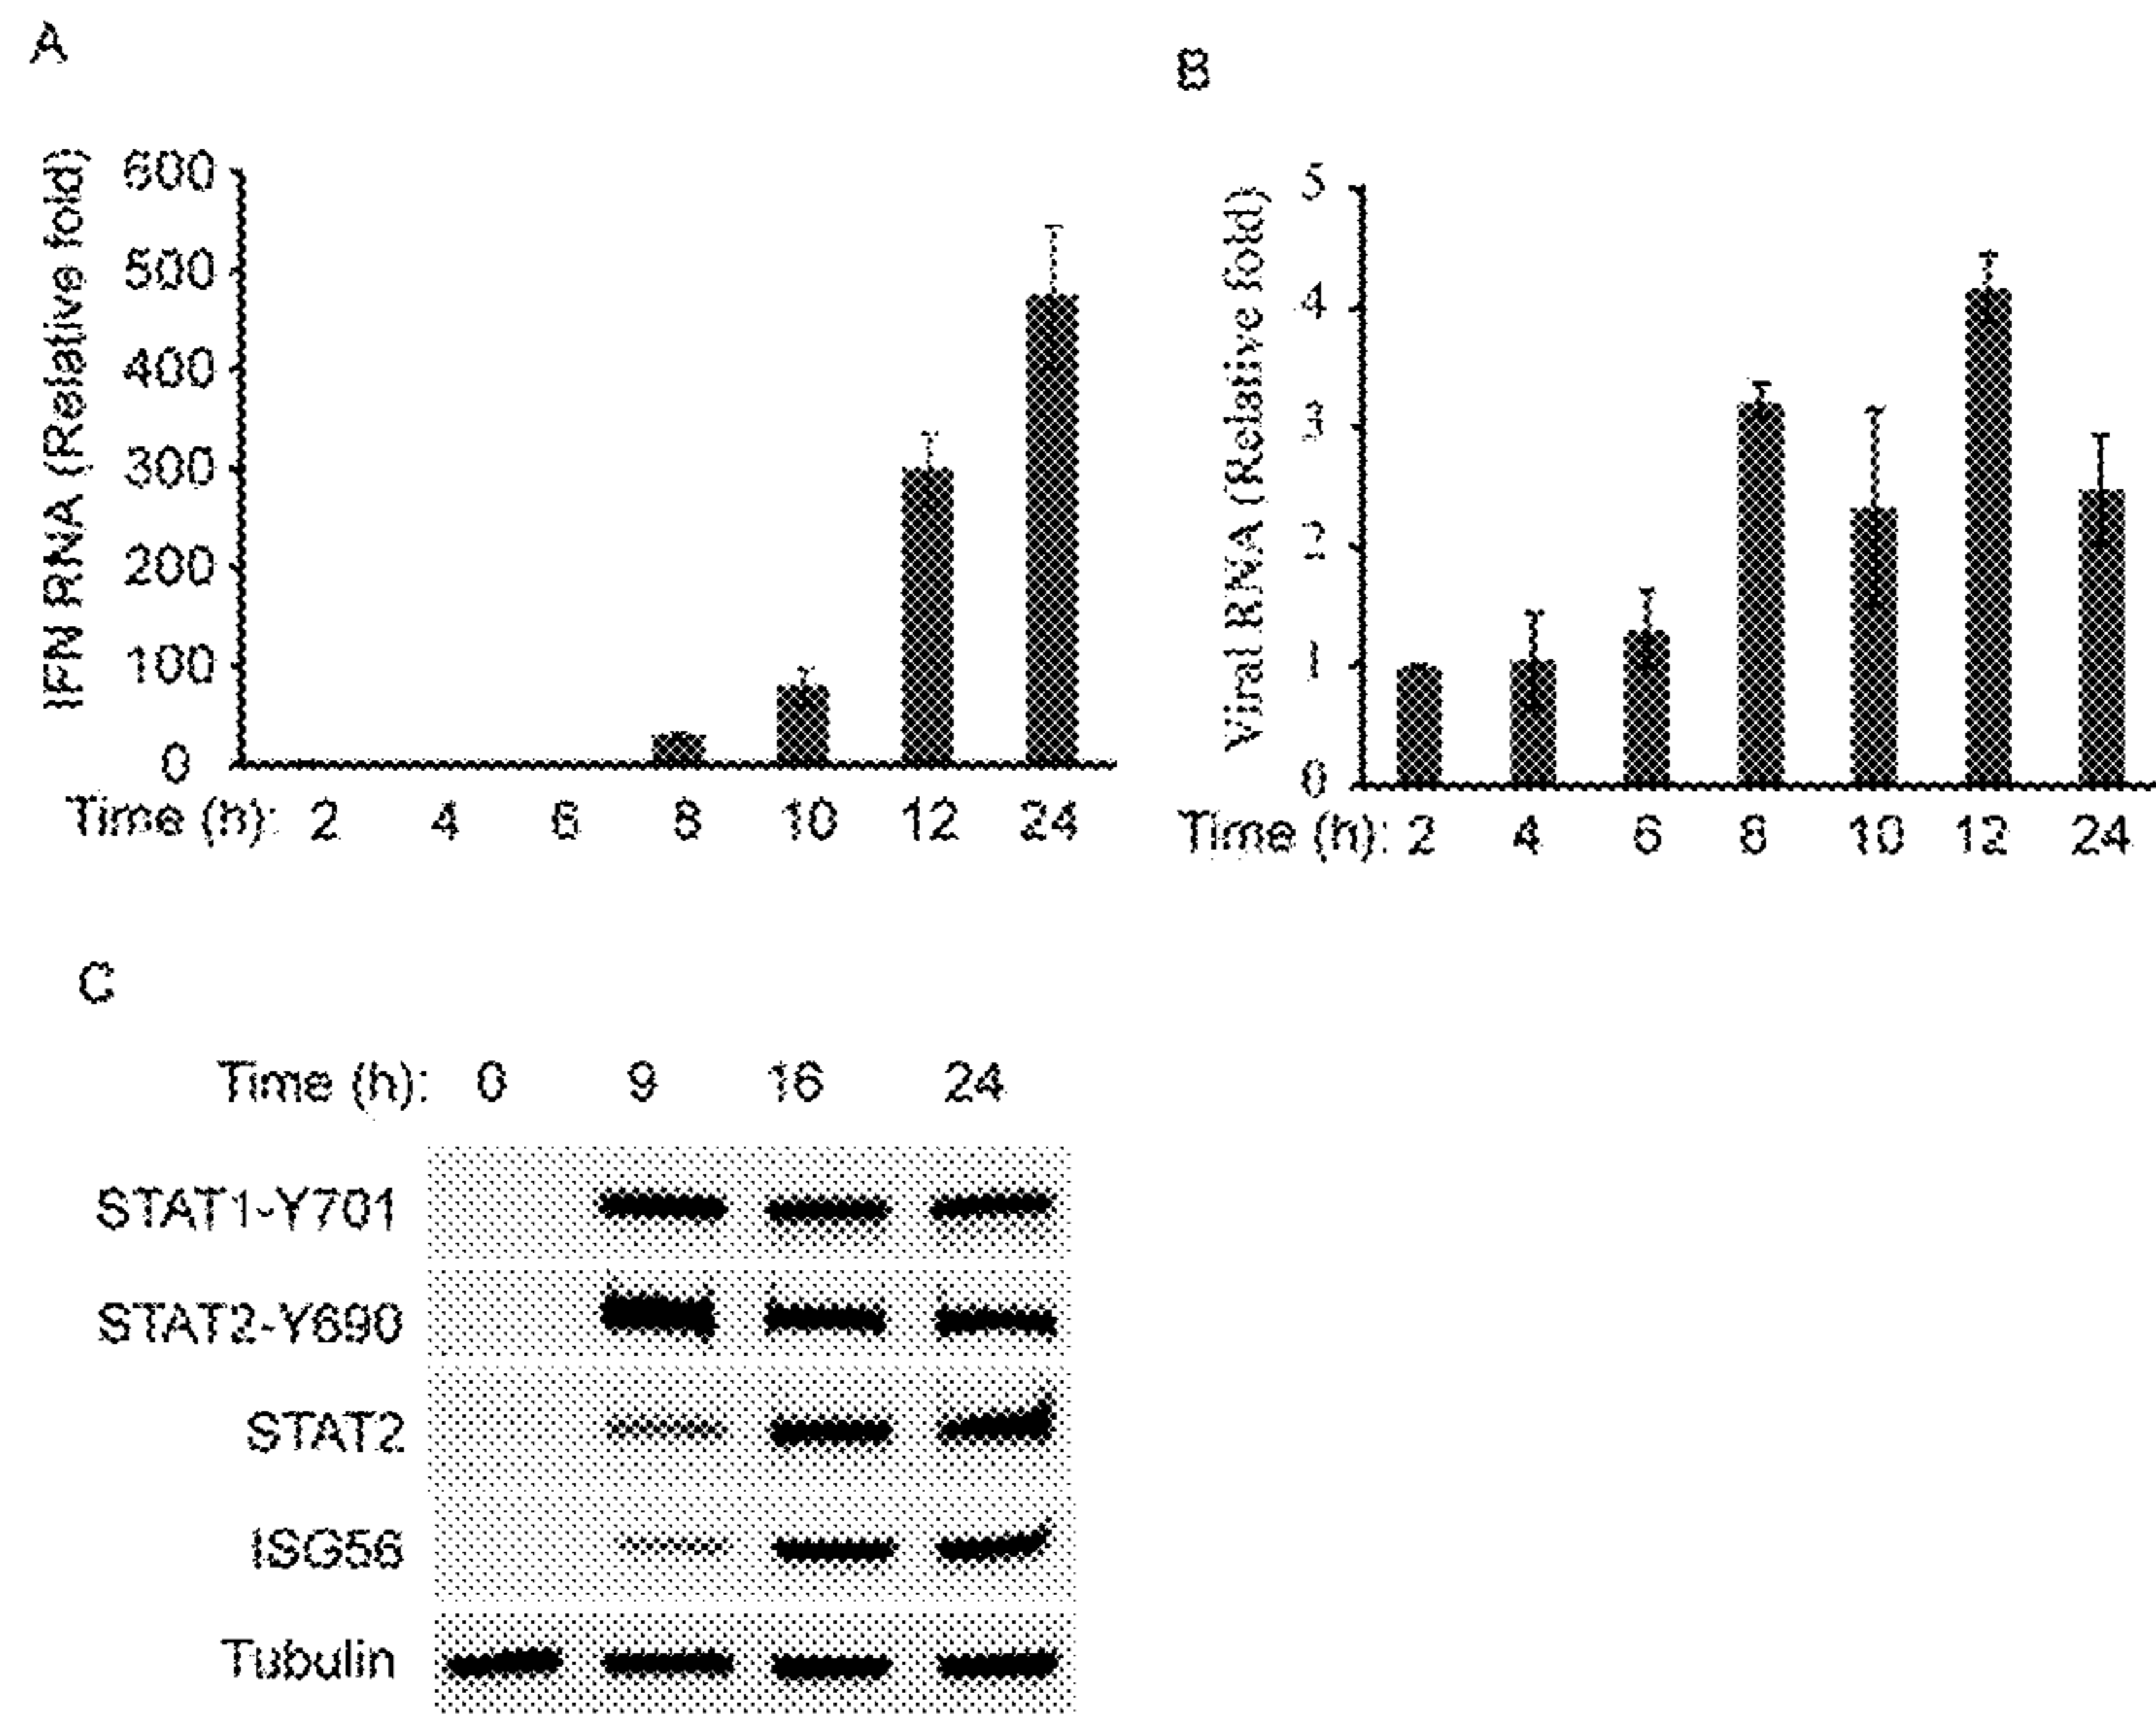 A
IFN RNA (Relative fold)
600
500
400
300
200
100
0
Time (h): 2 4 6 8 10 12 24
B
Viral RNA (Relative fold)
5
4
3
2
1
0
Time (h): 2 4 6 8 10 12 24
C
Time (h): 0 9 16 24
STAT1-Y701
STAT2-Y690
STAT2
ISG56
Tubulin